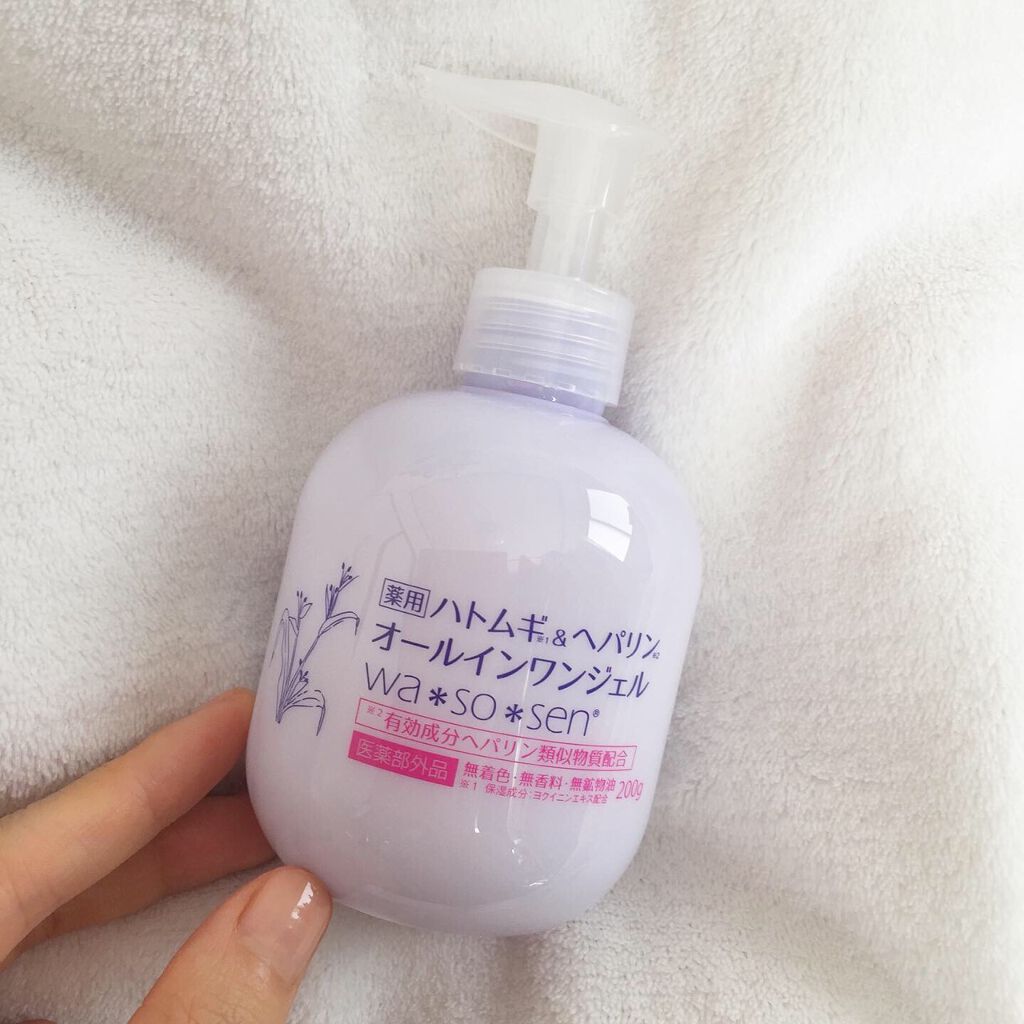 薬用 ハトムギ※1&ヘパリン※2
オールインワンジェル
wa*so*sen®
※2有効成分ヘパリン類似物質配合
医薬部外品 無着色・無香料・無鉱物油 200g
※1 保湿成分:ヨクイニンエキス配合